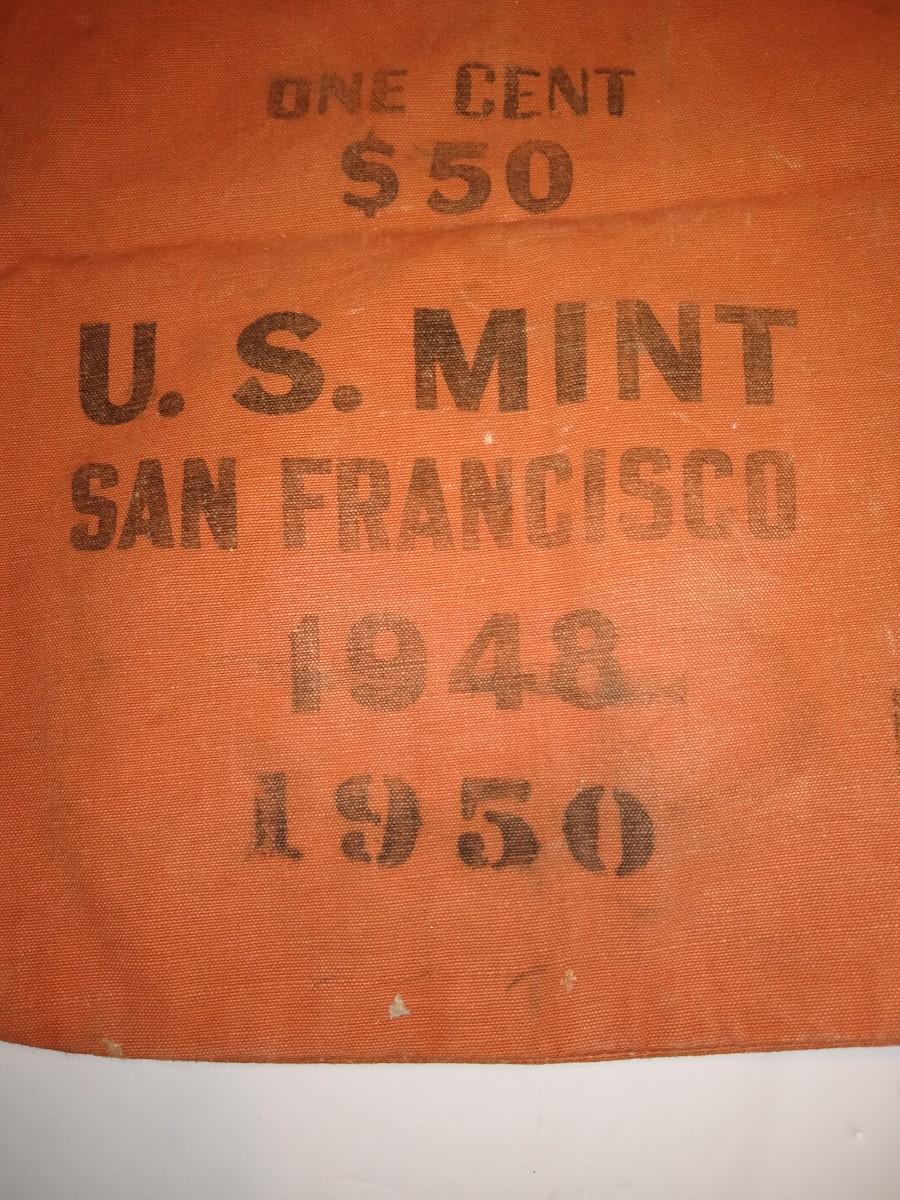 ONE CENT
$50
U. S. MINT
SAN FRANCISCO
1948
1950